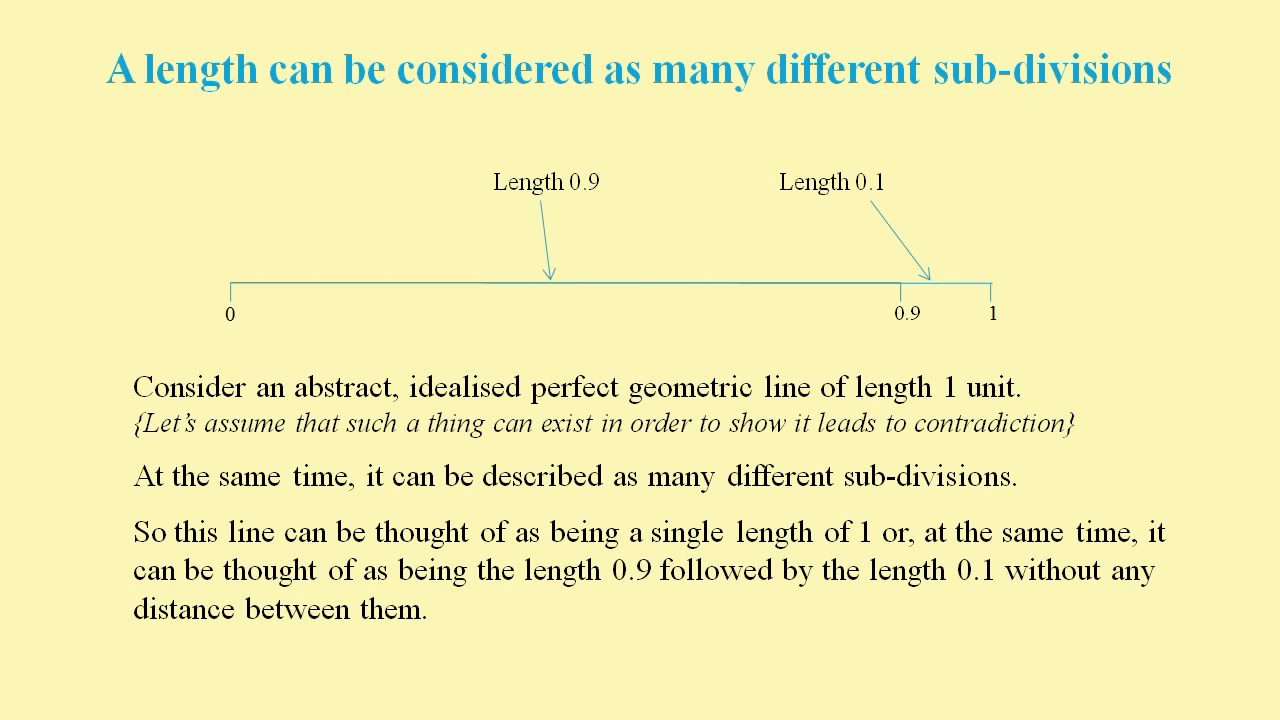 A length can be considered as many different sub-divisions
Length 0.9
Length 0.1
0
0.9
1
Consider an abstract, idealised perfect geometric line of length 1 unit.
{Let’s assume that such a thing can exist in order to show it leads to contradiction}
At the same time, it can be described as many different sub-divisions.
So this line can be thought of as being a single length of 1 or, at the same time, it
can be thought of as being the length 0.9 followed by the length 0.1 without any
distance between them.